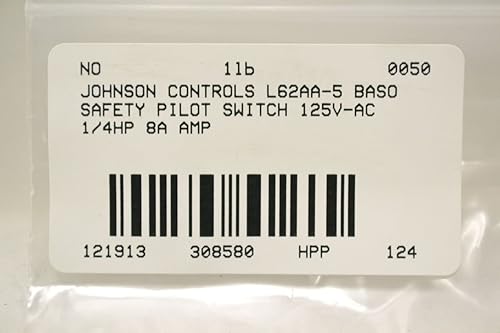 NO 1lb 0050
JOHNSON CONTROLS L62AA-5 BASO
SAFETY PILOT SWITCH 125V-AC
1/4HP 8A AMP
121913 308580 HPP 124